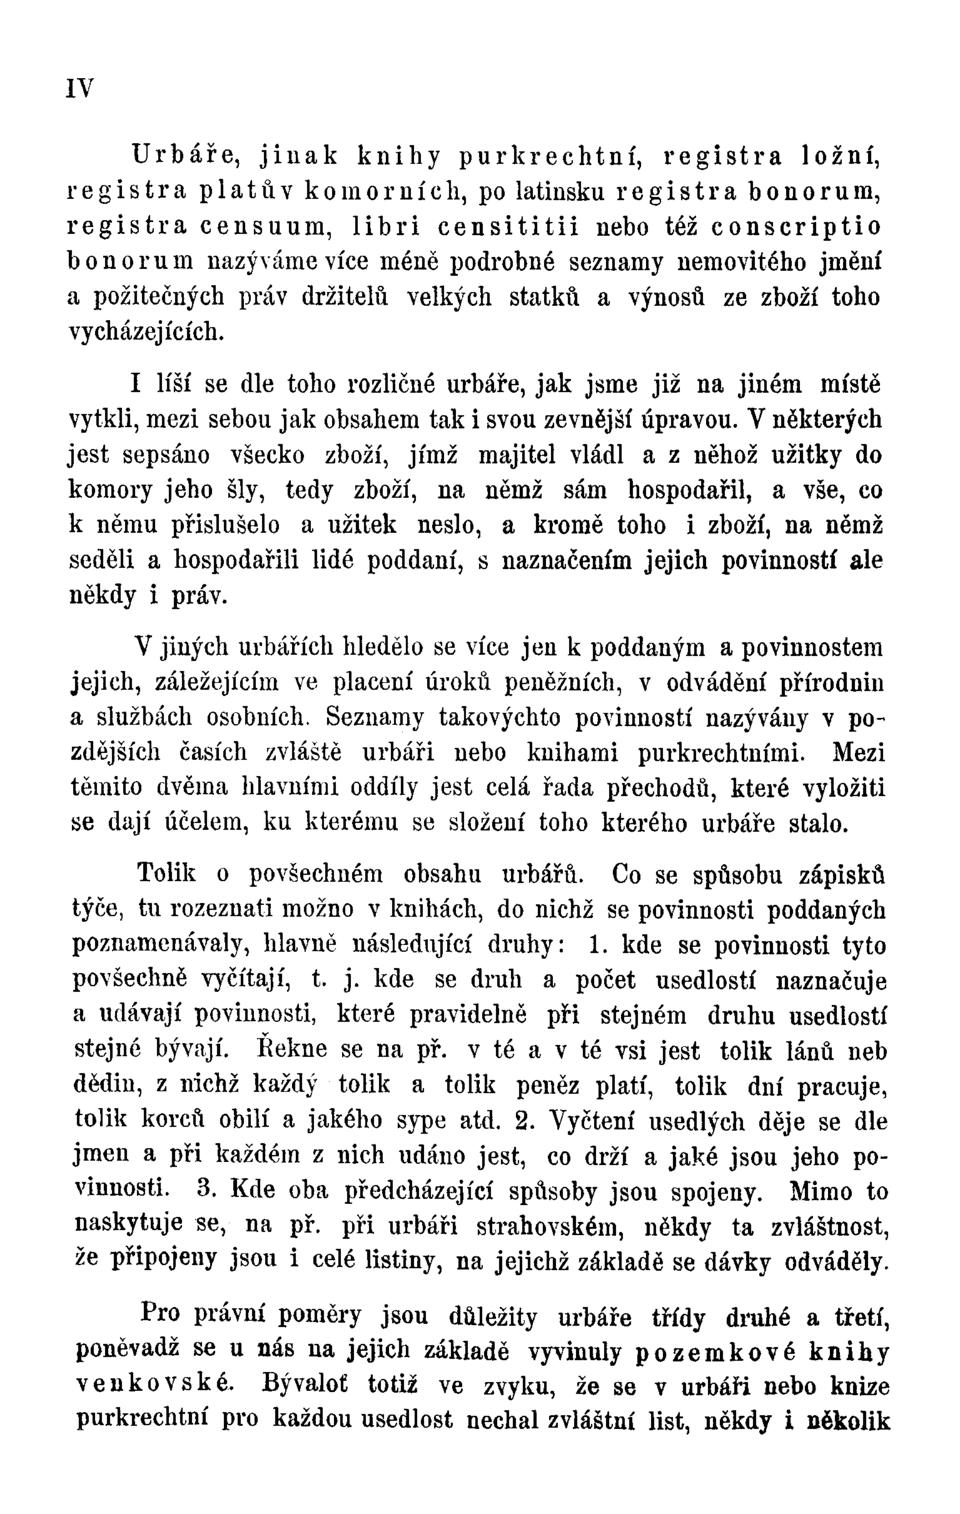 IV
Urbáře, jinak knihy purkrechtní, registra ložní,
registra platův komorních, po latinsku registra bonorum,
registra censuum, libri censititii nebo též conscriptio
bonorum nazýváme více méně podrobné seznamy nemovitého jmění
a požitečných práv držitelů velkých statků a výnosů ze zboží toho
vycházejících.
I líší se dle toho rozličné urbáře, jak jsme již na jiném místě
vytkli, mezi sebou jak obsahem tak i svou zevnější úpravou. V některých
jest sepsáno všecko zboží, jímž majitel vládl a z něhož užitky do
komory jeho šly, tedy zboží, na němž sám hospodařil, a vše, co
k němu příslušelo a užitek neslo, a kromě toho i zboží, na němž
seděli a hospodařili lidé poddaní, s naznačením jejich povinností ale
někdy i práv.
V jiných urbářích hledělo se více jen k poddaným a povinnostem
jejich, záležejícím ve placení úroků peněžních, v odvádění přírodnin
a službách osobních. Seznamy takovýchto povinností nazývány v po-
zdějších časích zvláště urbáři nebo knihami purkrechtními. Mezi
těmito dvěma hlavními oddíly jest celá řada přechodů, které vyložiti
se dají účelem, ku kterému se složení toho kterého urbáře stalo.
Tolik o povšechném obsahu urbářů. Co se spůsobu zápisků
týče, tu rozeznati možno v knihách, do nichž se povinnosti poddaných
poznamenávaly, hlavně následující druhy: 1. kde se povinnosti tyto
povšechně vyčítají, t. j. kde se druh a počet usedlostí naznačuje
a udávají povinnosti, které pravidelně při stejném druhu usedlostí
stejné bývají. Řekne se na př. v té a v té vsi jest tolik lánů neb
dědin, z nichž každý tolik a tolik peněz platí, tolik dní pracuje,
tolik korců obilí a jakého sype atd. 2. Vyčtení usedlých děje se dle
jmen a při každém z nich udáno jest, co drží a jaké jsou jeho po-
vinnosti. 3. Kde oba předcházející spůsoby jsou spojeny. Mimo to
naskytuje se, na př. při urbáři strahovském, někdy ta zvláštnost,
že připojeny jsou i celé listiny, na jejichž základě se dávky odváděly.
Pro právní poměry jsou důležity urbáře třídy druhé a třetí,
poněvadž se u nás na jejich základě vyvinuly pozemkové knihy
venkovské. Bývaloť totiž ve zvyku, že se v urbáři nebo knize
purkrechtní pro každou usedlost nechal zvláštní list, někdy i několik